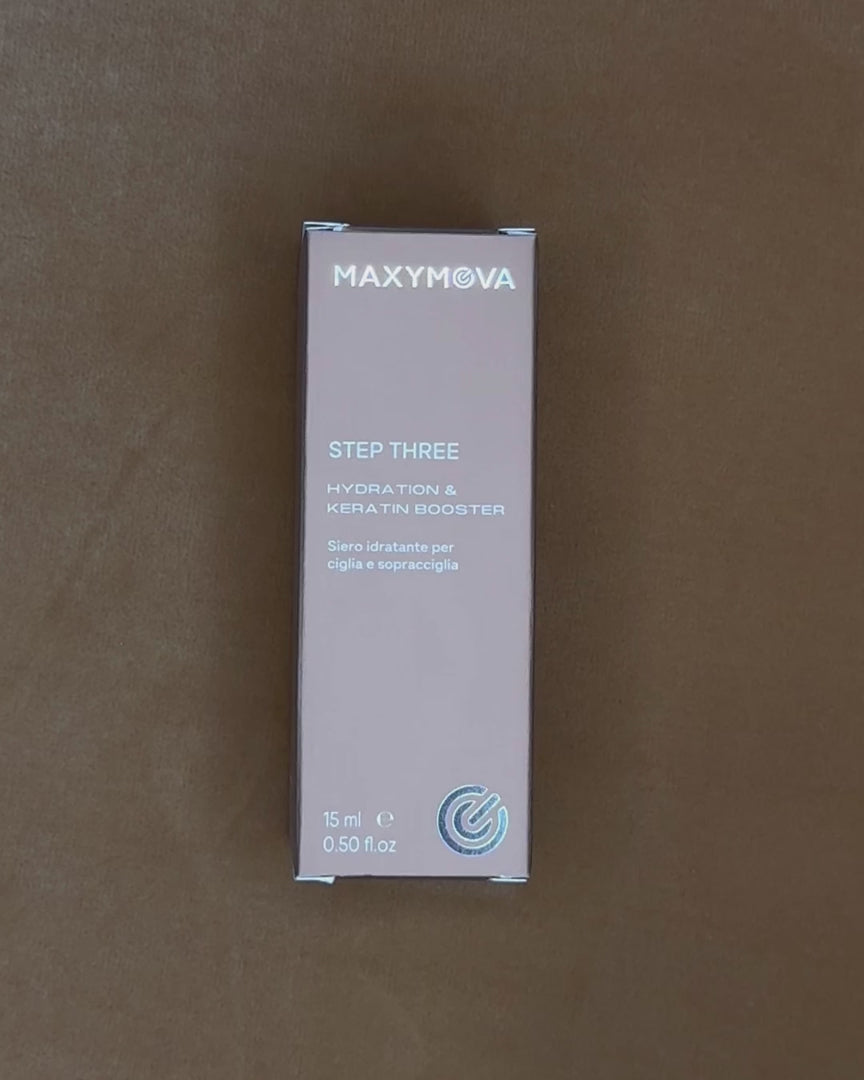 MAXYMOVA
STEP THREE
HYDRATION &
KERATIN BOOSTER
Siero idratante per
ciglia e sopracciglia
15 ml ℮
0.50 fl.oz